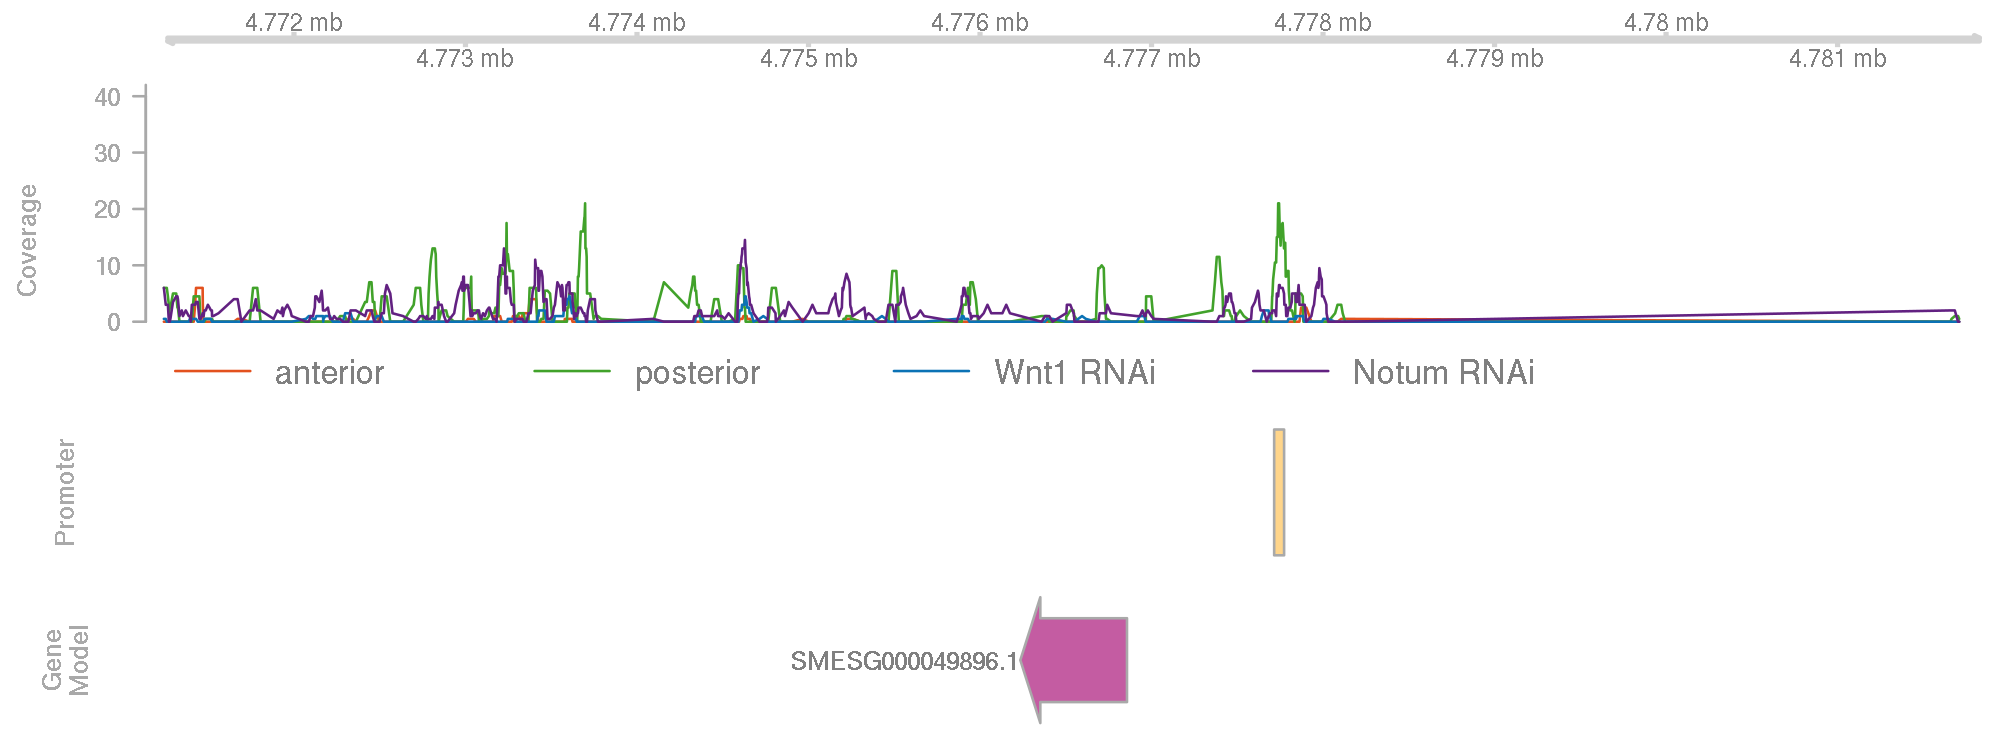 4.772 mb 4.774 mb 4.776 mb 4.778 mb 4.78 mb
4.773 mb 4.775 mb 4.777 mb 4.779 mb 4.781 mb
Coverage
40
30
20
10
0
anterior posterior Wnt1 RNAi Notum RNAi
Promoter
Gene
Model
SMESG000049896.1